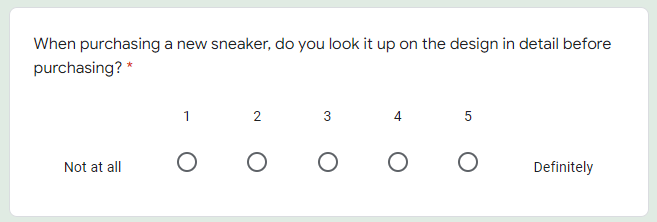 When purchasing a new sneaker, do you look it up on the design in detail before
purchasing? *
1 2 3 4 5
Not at all Definitely